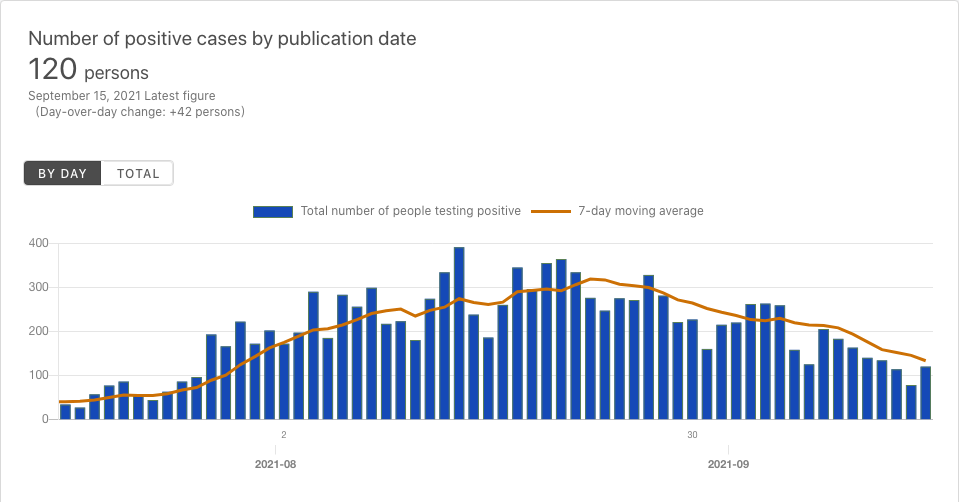 Number of positive cases by publication date
120 persons
September 15, 2021 Latest figure
(Day-over-day change: +42 persons)
BY DAY TOTAL
Total number of people testing positive 7-day moving average
400
300
200
100
0
2 30
2021-08 2021-09